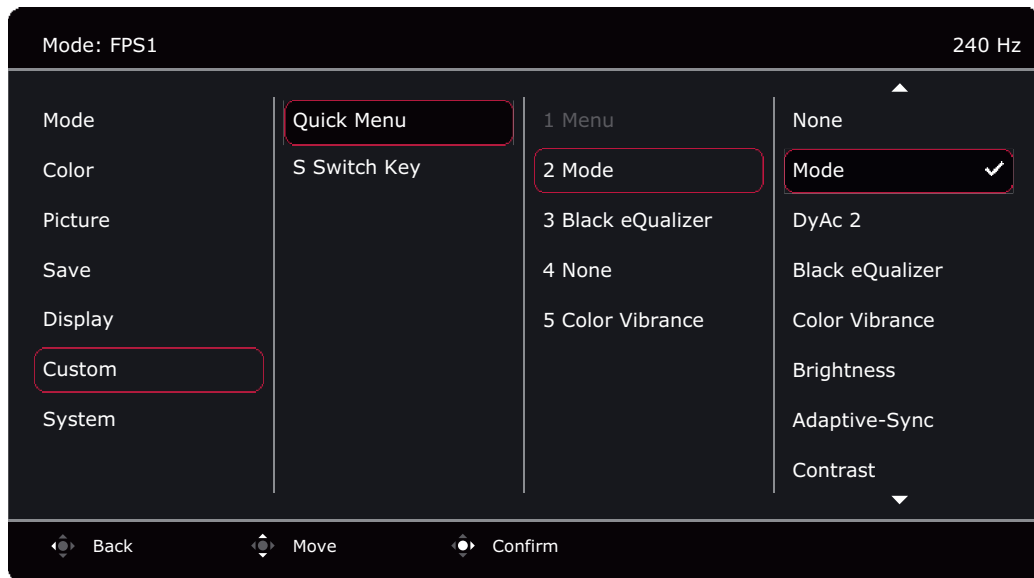 Mode: FPS1
240 Hz
Mode
Color
Picture
Save
Display
Custom
System
Quick Menu
S Switch Key
1 Menu
2 Mode
3 Black eQualizer
4 None
5 Color Vibrance
None
Mode
DyAc 2
Black eQualizer
Color Vibrance
Brightness
Adaptive-Sync
Contrast
Back
Move
Confirm